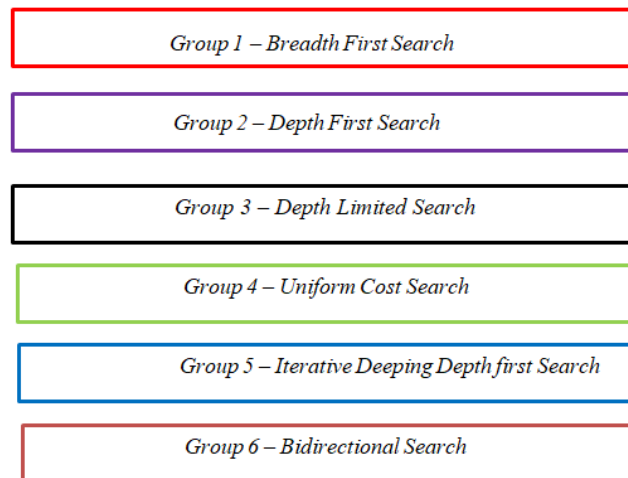 Group 1 – Breadth First Search
Group 2 – Depth First Search
Group 3 – Depth Limited Search
Group 4 – Uniform Cost Search
Group 5 – Iterative Deeping Depth first Search
Group 6 – Bidirectional Search